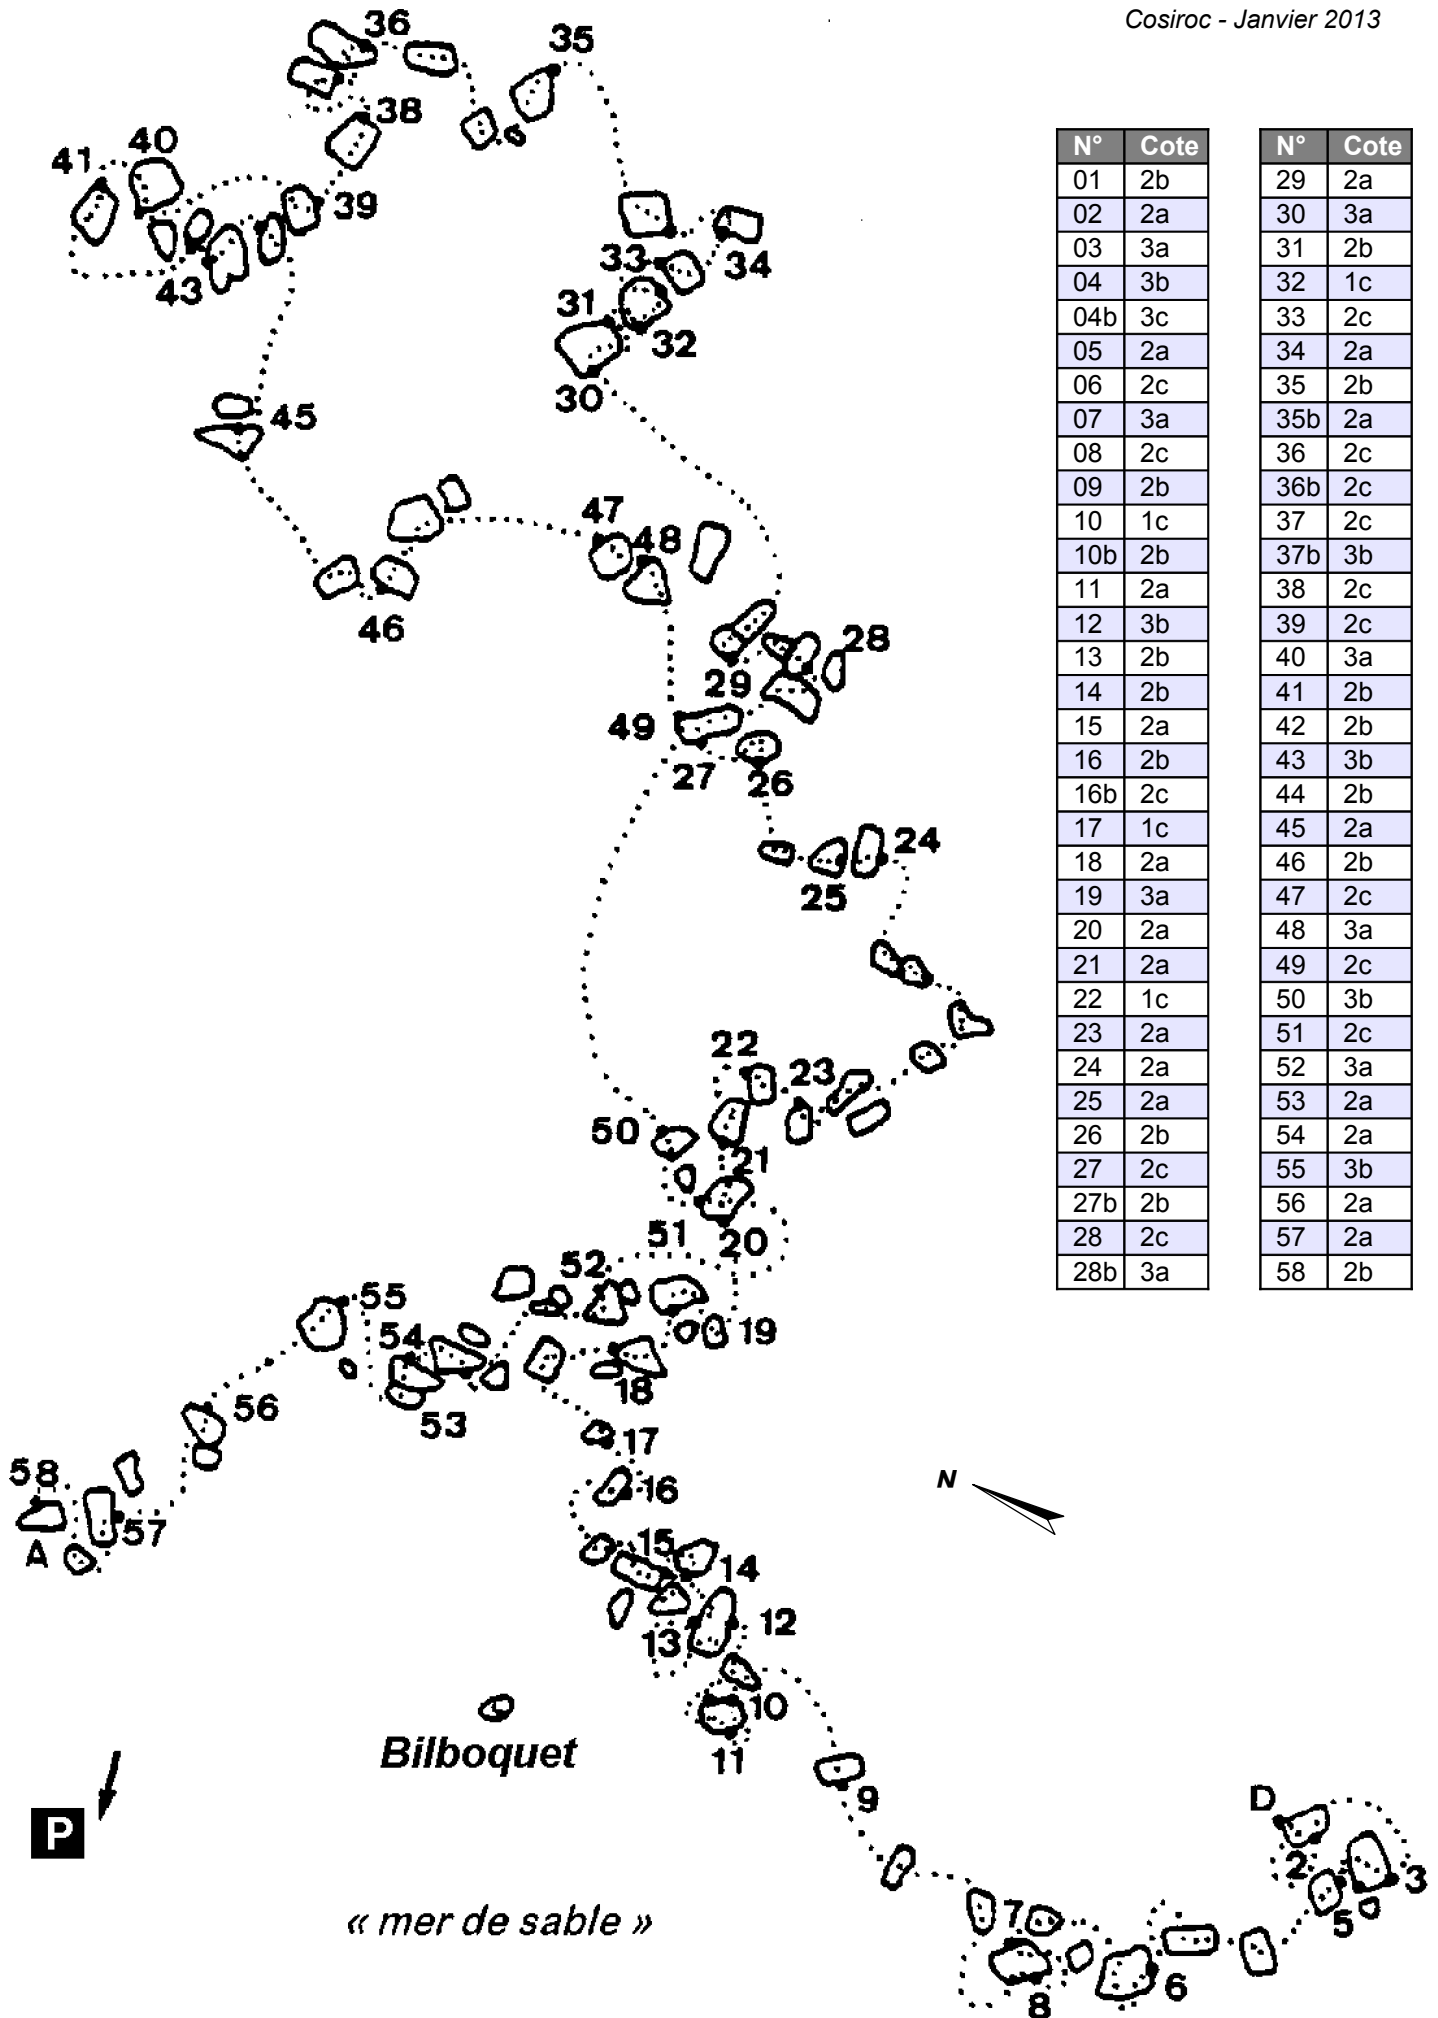 Cosiroc - Janvier 2013
36
35
38
40
41
39
33
34
43
31
32
30
45
47
48
46
28
29
49
27
26
24
25
22
23
50
21
51
20
52
55
19
54
18
53
56
17
58
16
57
A
15
14
12
13
10
11
9
Bilboquet
P
D
2
3
7
5
6
8
« mer de sable »
N
N° Cote
01 2b
02 2a
03 3a
04 3b
04b 3c
05 2a
06 2c
07 3a
08 2c
09 2b
10 1c
10b 2b
11 2a
12 3b
13 2b
14 2b
15 2a
16 2b
16b 2c
17 1c
18 2a
19 3a
20 2a
21 2a
22 1c
23 2a
24 2a
25 2a
26 2b
27 2c
27b 2b
28 2c
28b 3a
N° Cote
29 2a
30 3a
31 2b
32 1c
33 2c
34 2a
35 2b
35b 2a
36 2c
36b 2c
37 2c
37b 3b
38 2c
39 2c
40 3a
41 2b
42 2b
43 3b
44 2b
45 2a
46 2b
47 2c
48 3a
49 2c
50 3b
51 2c
52 3a
53 2a
54 2a
55 3b
56 2a
57 2a
58 2b